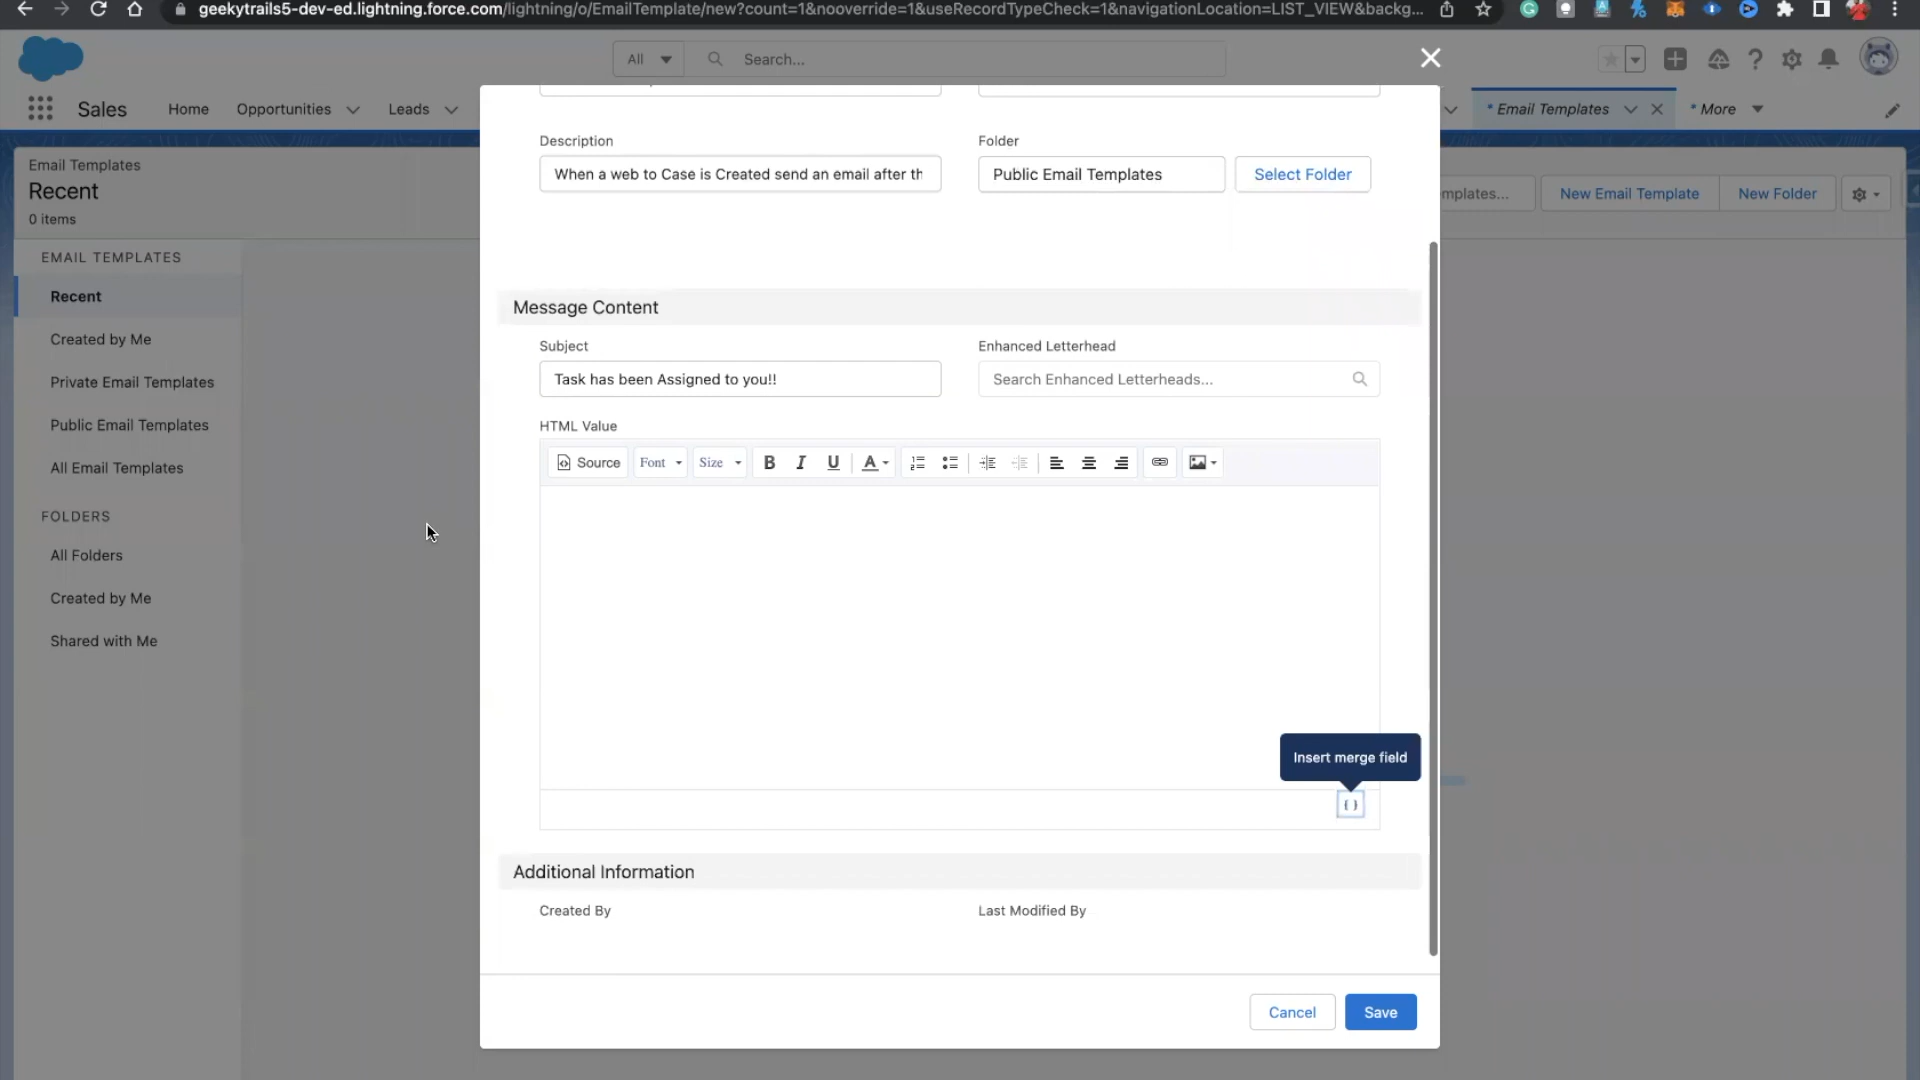 geekytrails5-dev-ed.lightning.force.com/lightning/o/EmailTemplate/new?count=1&nooverride=1&useRecordTypeCheck=1&navigationLocation=LIST_VIEW&backg...
All
Search...
Sales
Home
Opportunities
Leads
* Email Templates
* More
Email Templates
Recent
0 items
mplates...
New Email Template
New Folder
EMAIL TEMPLATES
Recent
Created by Me
Private Email Templates
Public Email Templates
All Email Templates
FOLDERS
All Folders
Created by Me
Shared with Me
Description
Folder
When a web to Case is Created send an email after th
Public Email Templates
Select Folder
Message Content
Subject
Enhanced Letterhead
Task has been Assigned to you!!
Search Enhanced Letterheads...
HTML Value
Source
Font
Size
B
I
U
A
Insert merge field
{ }
Additional Information
Created By
Last Modified By
Cancel
Save